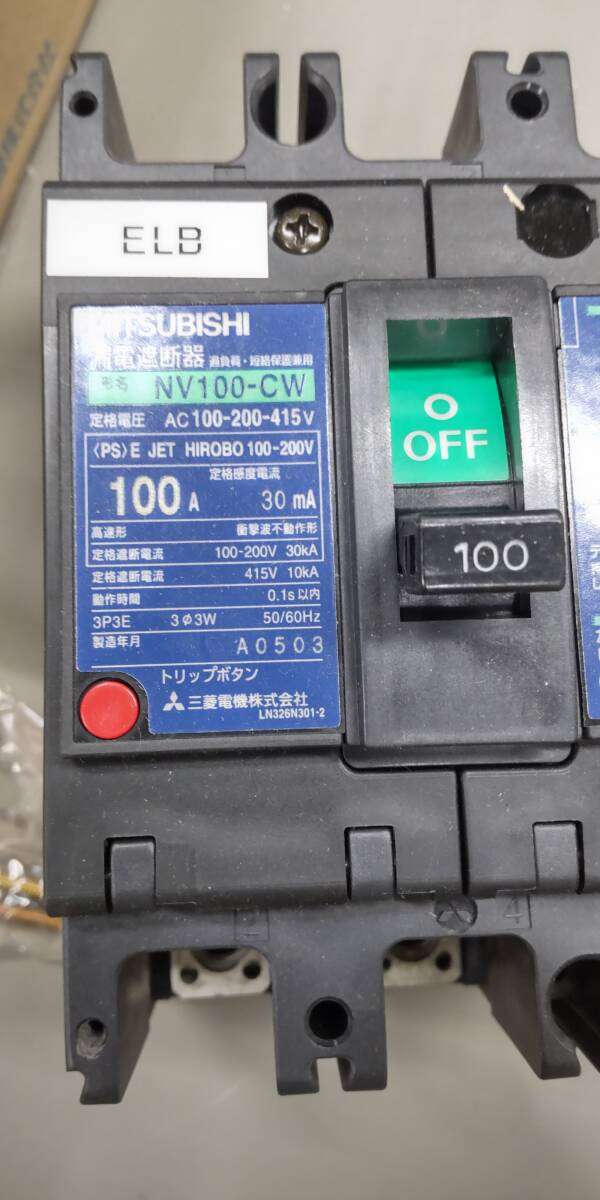 ELB
MITSUBISHI
漏電遮断器 過負荷・短絡保護兼用
形名 NV100-CW
定格電圧 AC100-200-415V
〈PS〉E JET HIROBO 100-200V
定格感度電流
100A 30mA
高速形 衝撃波不動作形
定格遮断電流 100-200V 30kA
定格遮断電流 415V 10kA
動作時間 0.1s以内
3P3E 3φ3W 50/60Hz
製造年月 A0503
トリップボタン
三菱電機株式会社
LN326N301-2
O
OFF
100
2
4